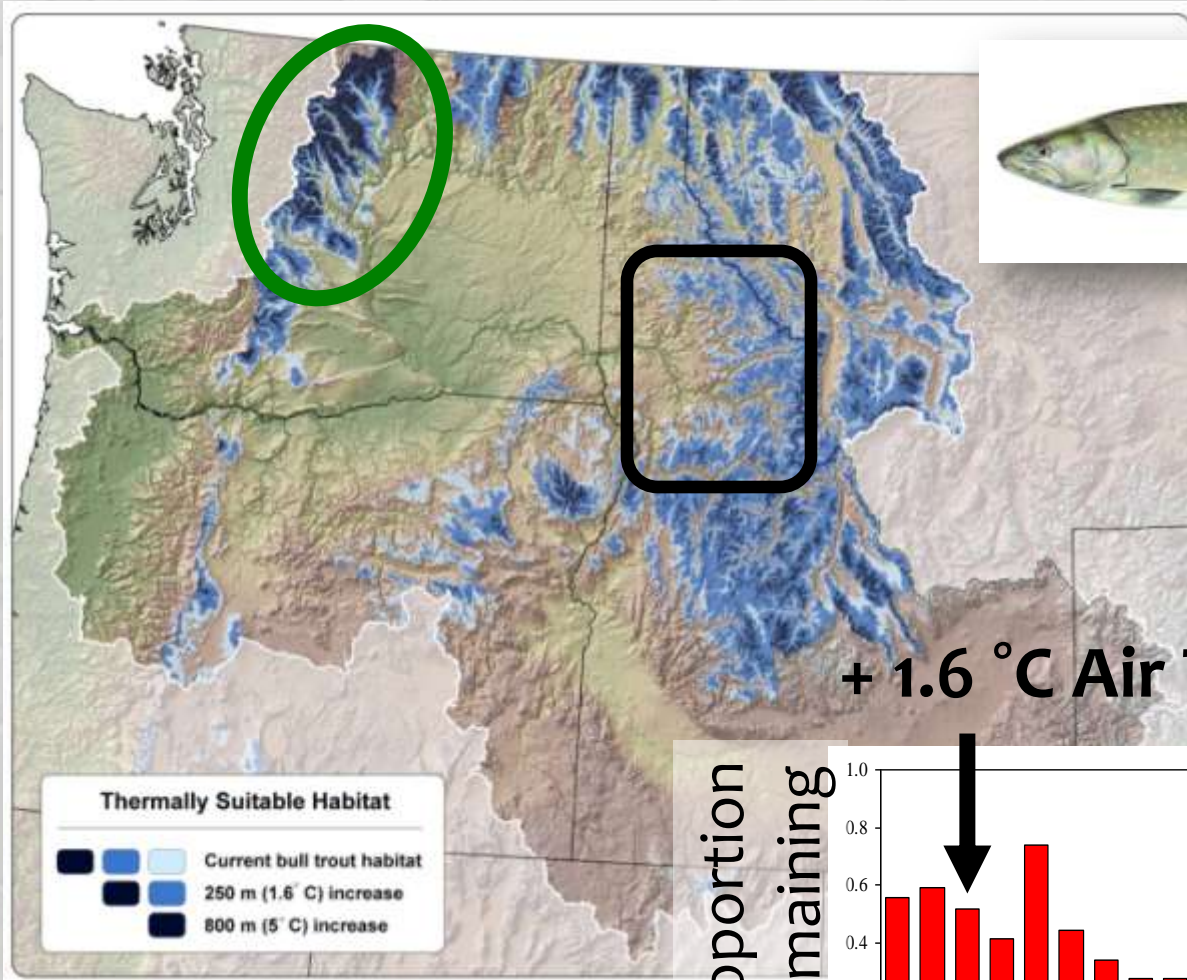 + 1.6 °C Air
Thermally Suitable Habitat
Current bull trout habitat
250 m (1.6° C) increase
800 m (5° C) increase
1.0
0.8
0.6
0.4